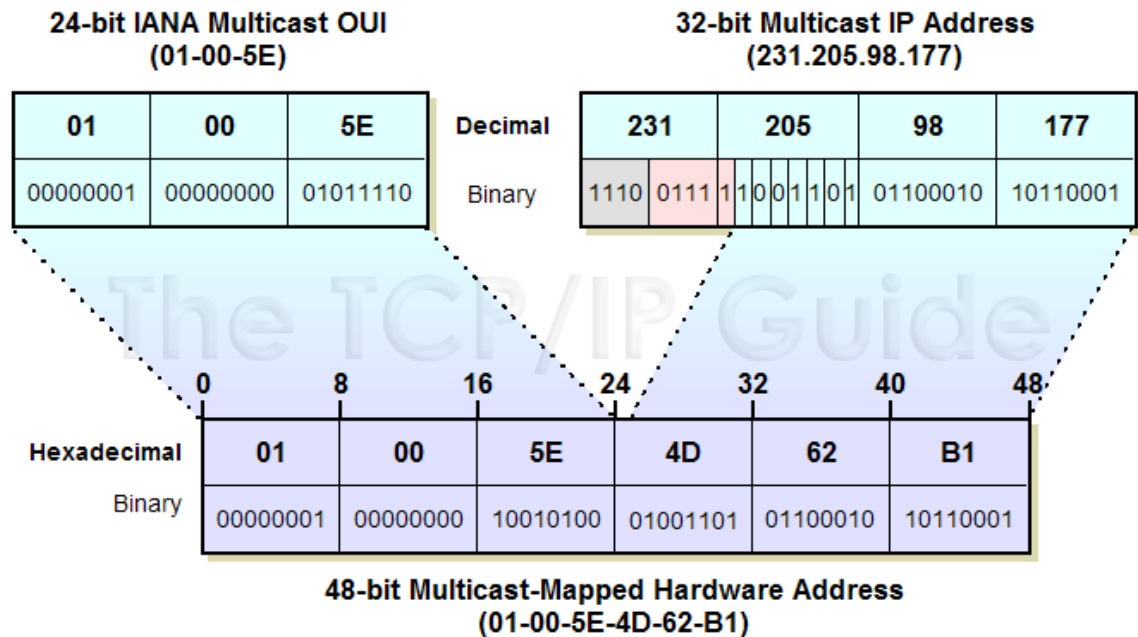 24-bit IANA Multicast OUI
(01-00-5E)
32-bit Multicast IP Address
(231.205.98.177)
01 00 5E Decimal 231 205 98 177
00000001 00000000 01011110 Binary 1110 0111 1 1 0 0 1 1 0 1 01100010 10110001
The TCP/IP Guide
0 8 16 24 32 40 48
Hexadecimal 01 00 5E 4D 62 B1
Binary 00000001 00000000 10010100 01001101 01100010 10110001
48-bit Multicast-Mapped Hardware Address
(01-00-5E-4D-62-B1)